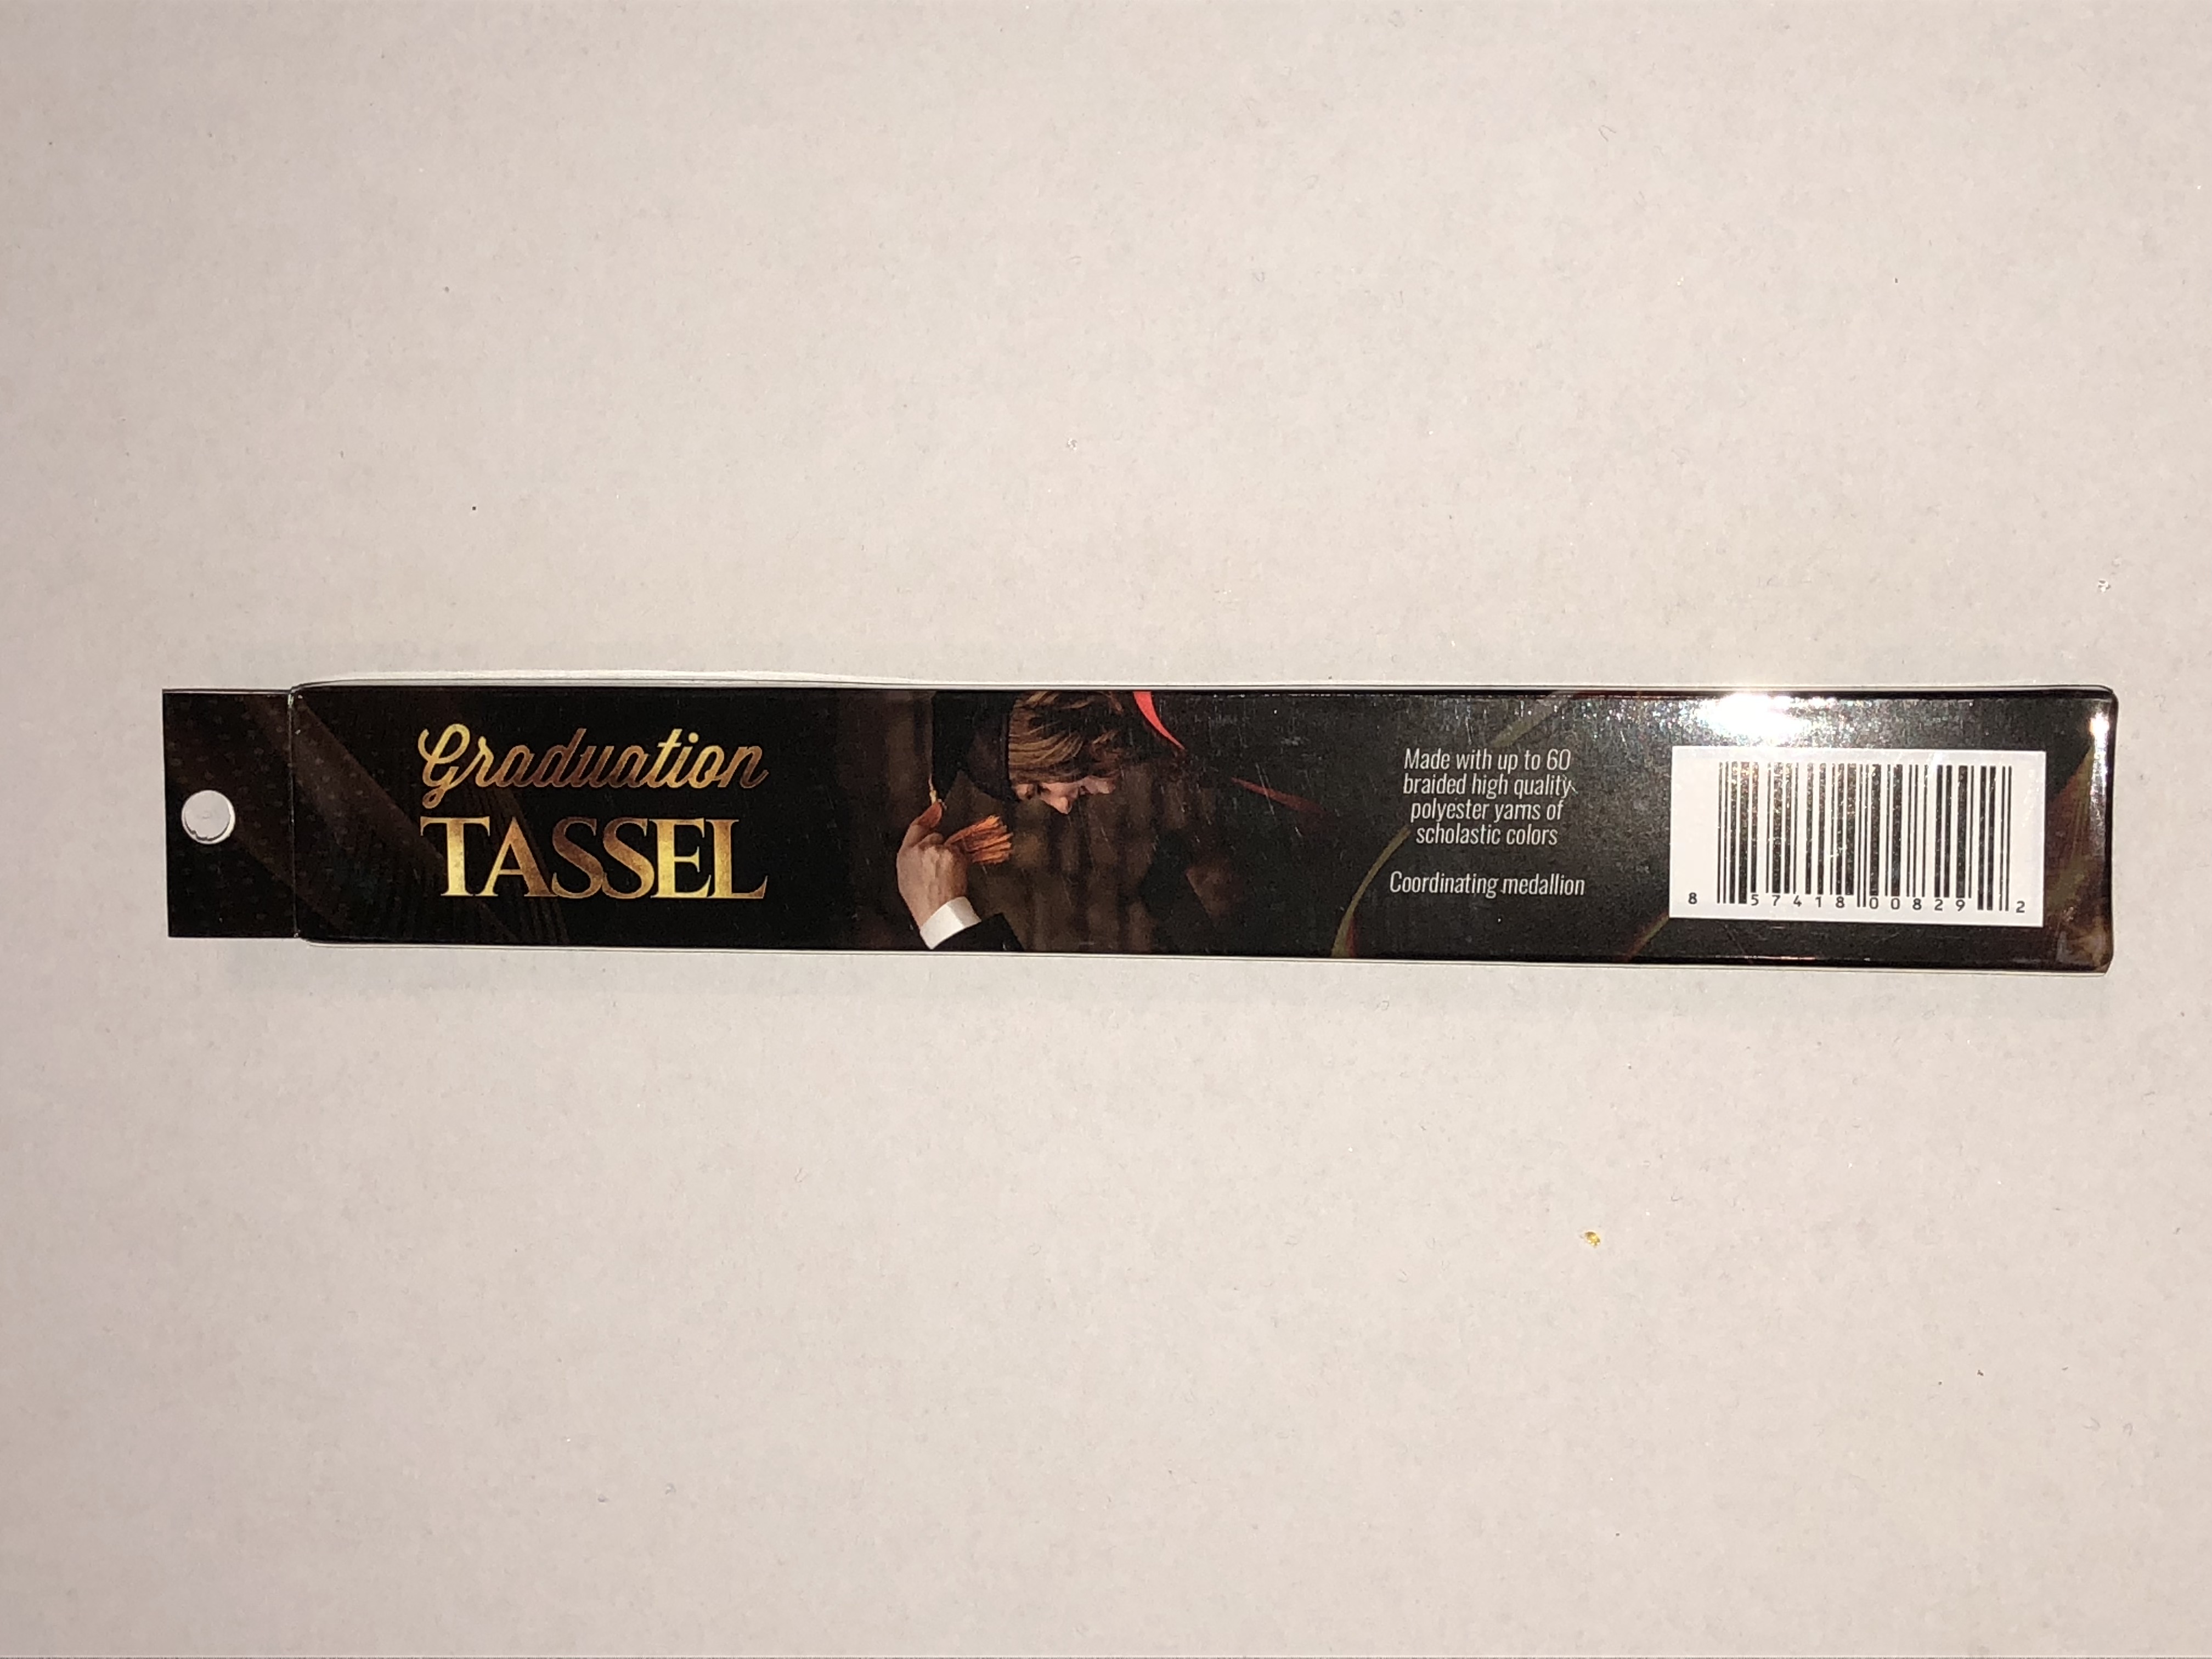 Graduation
TASSEL
Made with up to 60
braided high quality
polyester yarns of
scholastic colors
Coordinating medallion
8 57418 00829 2